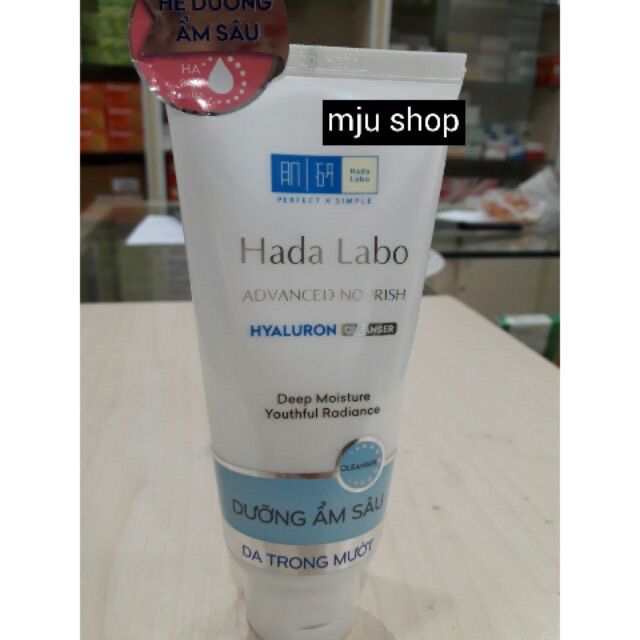 HỆ DƯỠNG
ẨM SÂU
HA
mju shop
肌 研
Hada
Labo
PERFECT X SIMPLE
Hada Labo
ADVANCED NOURISH
HYALURON CLEANSER
Deep Moisture
Youthful Radiance
CLEANSER
DƯỠNG ẨM SÂU
DA TRONG MƯỚT